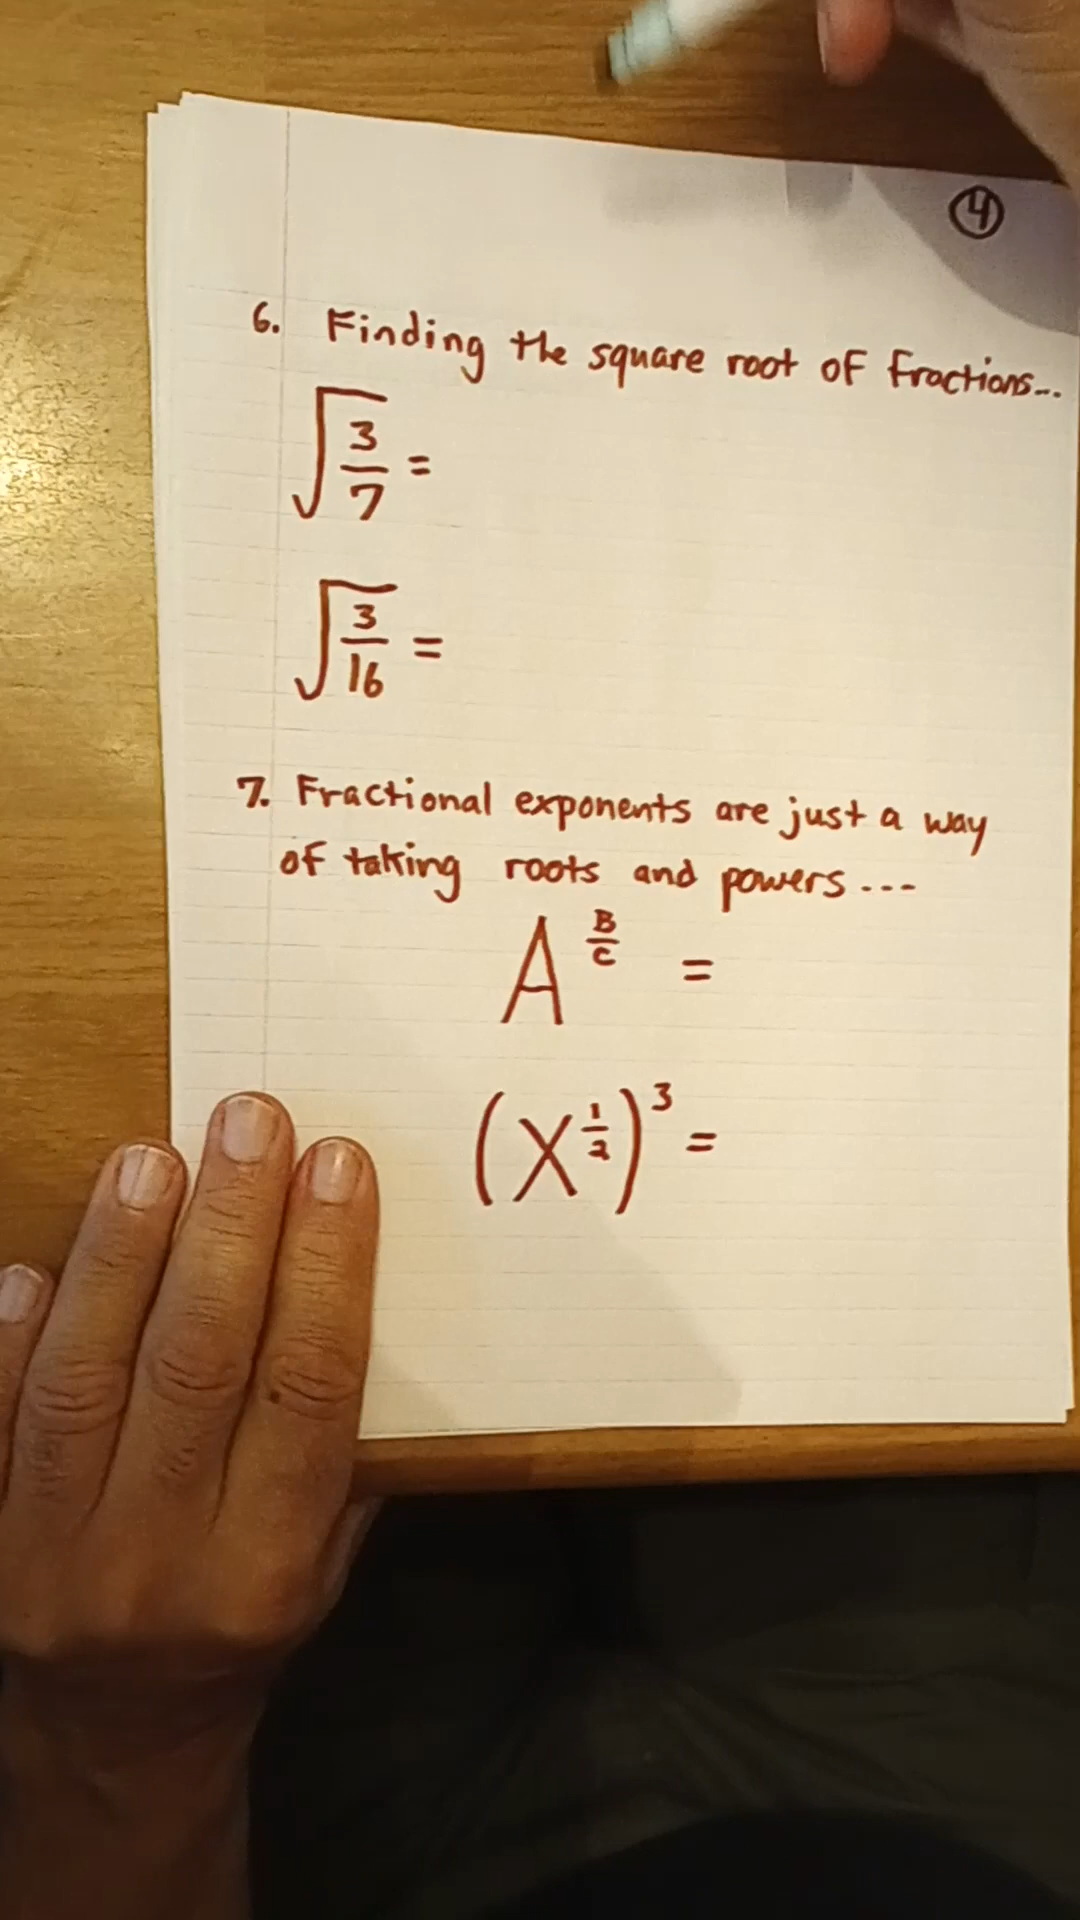 ④
6. Finding the square root of fractions...
√(3/7) =
√(3/16) =
7. Fractional exponents are just a way
of taking roots and powers ---
A^(B/C) =
(X^(1/2))^3 =